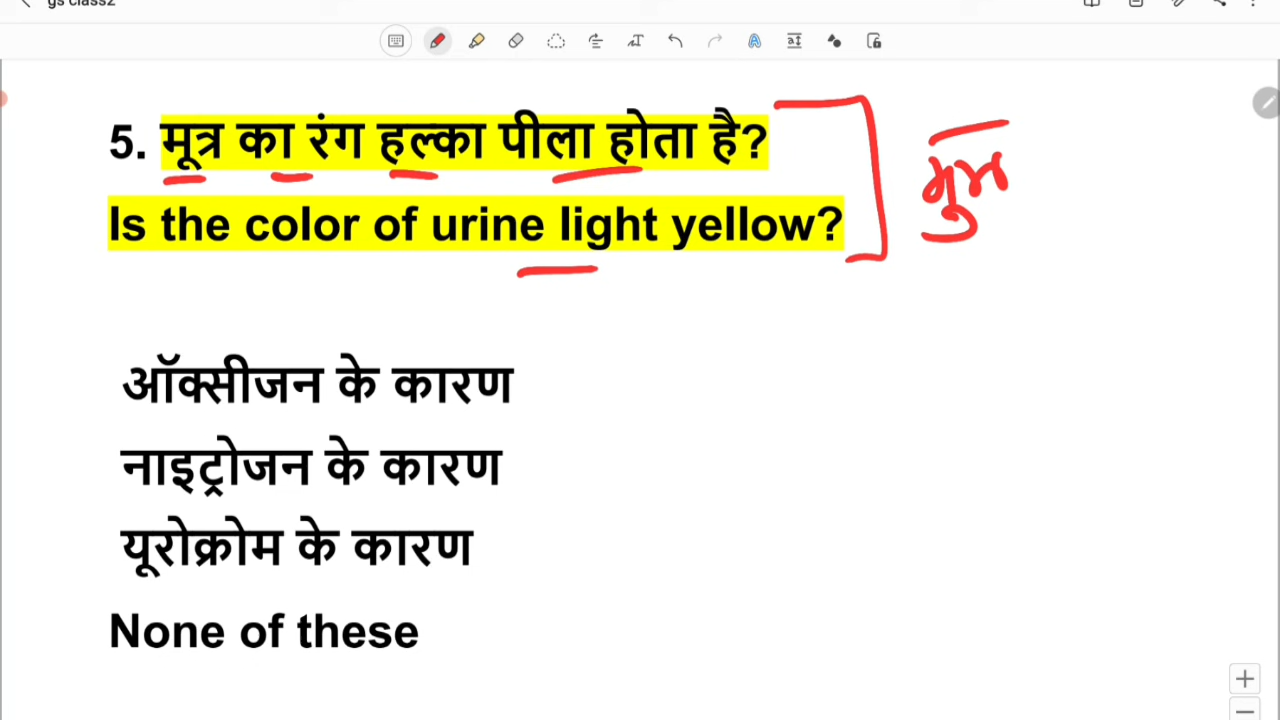 gs class2
5. मूत्र का रंग हल्का पीला होता है?
Is the color of urine light yellow?
ऑक्सीजन के कारण
नाइट्रोजन के कारण
यूरोक्रोम के कारण
None of these